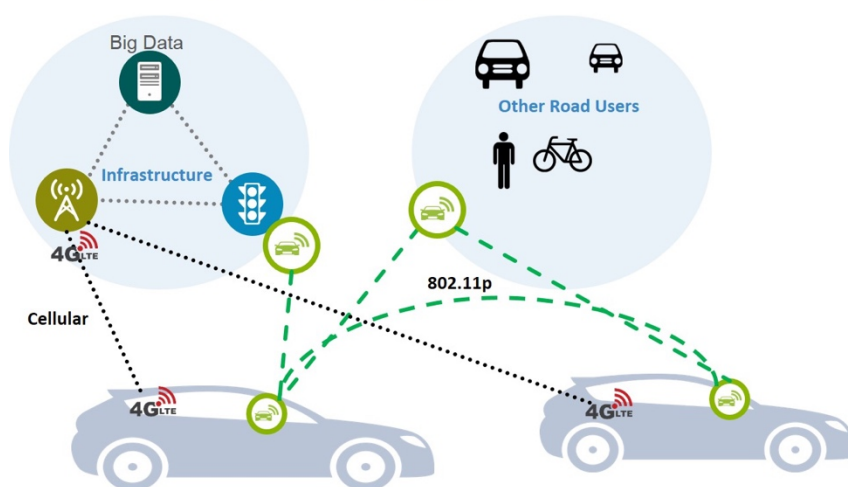 Big Data
Other Road Users
Infrastructure
4G LTE
802.11p
Cellular
4G LTE
4G LTE